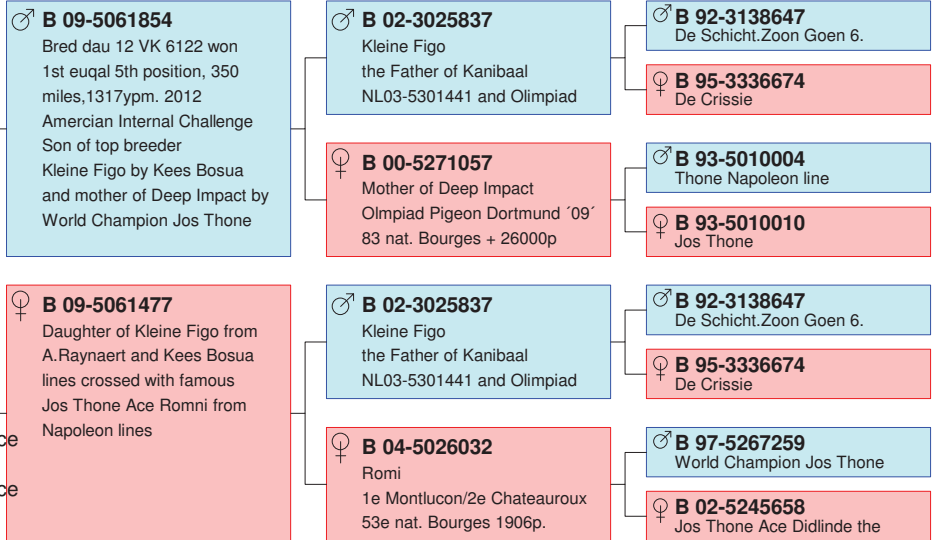 B 09-5061854
Bred dau 12 VK 6122 won
1st euqal 5th position, 350
miles,1317ypm. 2012
Amercian Internal Challenge
Son of top breeder
Kleine Figo by Kees Bosua
and mother of Deep Impact by
World Champion Jos Thone
B 02-3025837
Kleine Figo
the Father of Kanibaal
NL03-5301441 and Olimpiad
B 92-3138647
De Schicht.Zoon Goen 6.
B 95-3336674
De Crissie
B 00-5271057
Mother of Deep Impact
Olmpiad Pigeon Dortmund ´09´
83 nat. Bourges + 26000p
B 93-5010004
Thone Napoleon line
B 93-5010010
Jos Thone
B 09-5061477
Daughter of Kleine Figo from
A.Raynaert and Kees Bosua
lines crossed with famous
Jos Thone Ace Romni from
Napoleon lines
ce
ce
B 02-3025837
Kleine Figo
the Father of Kanibaal
NL03-5301441 and Olimpiad
B 92-3138647
De Schicht.Zoon Goen 6.
B 95-3336674
De Crissie
B 04-5026032
Romi
1e Montlucon/2e Chateauroux
53e nat. Bourges 1906p.
B 97-5267259
World Champion Jos Thone
B 02-5245658
Jos Thone Ace Didlinde the